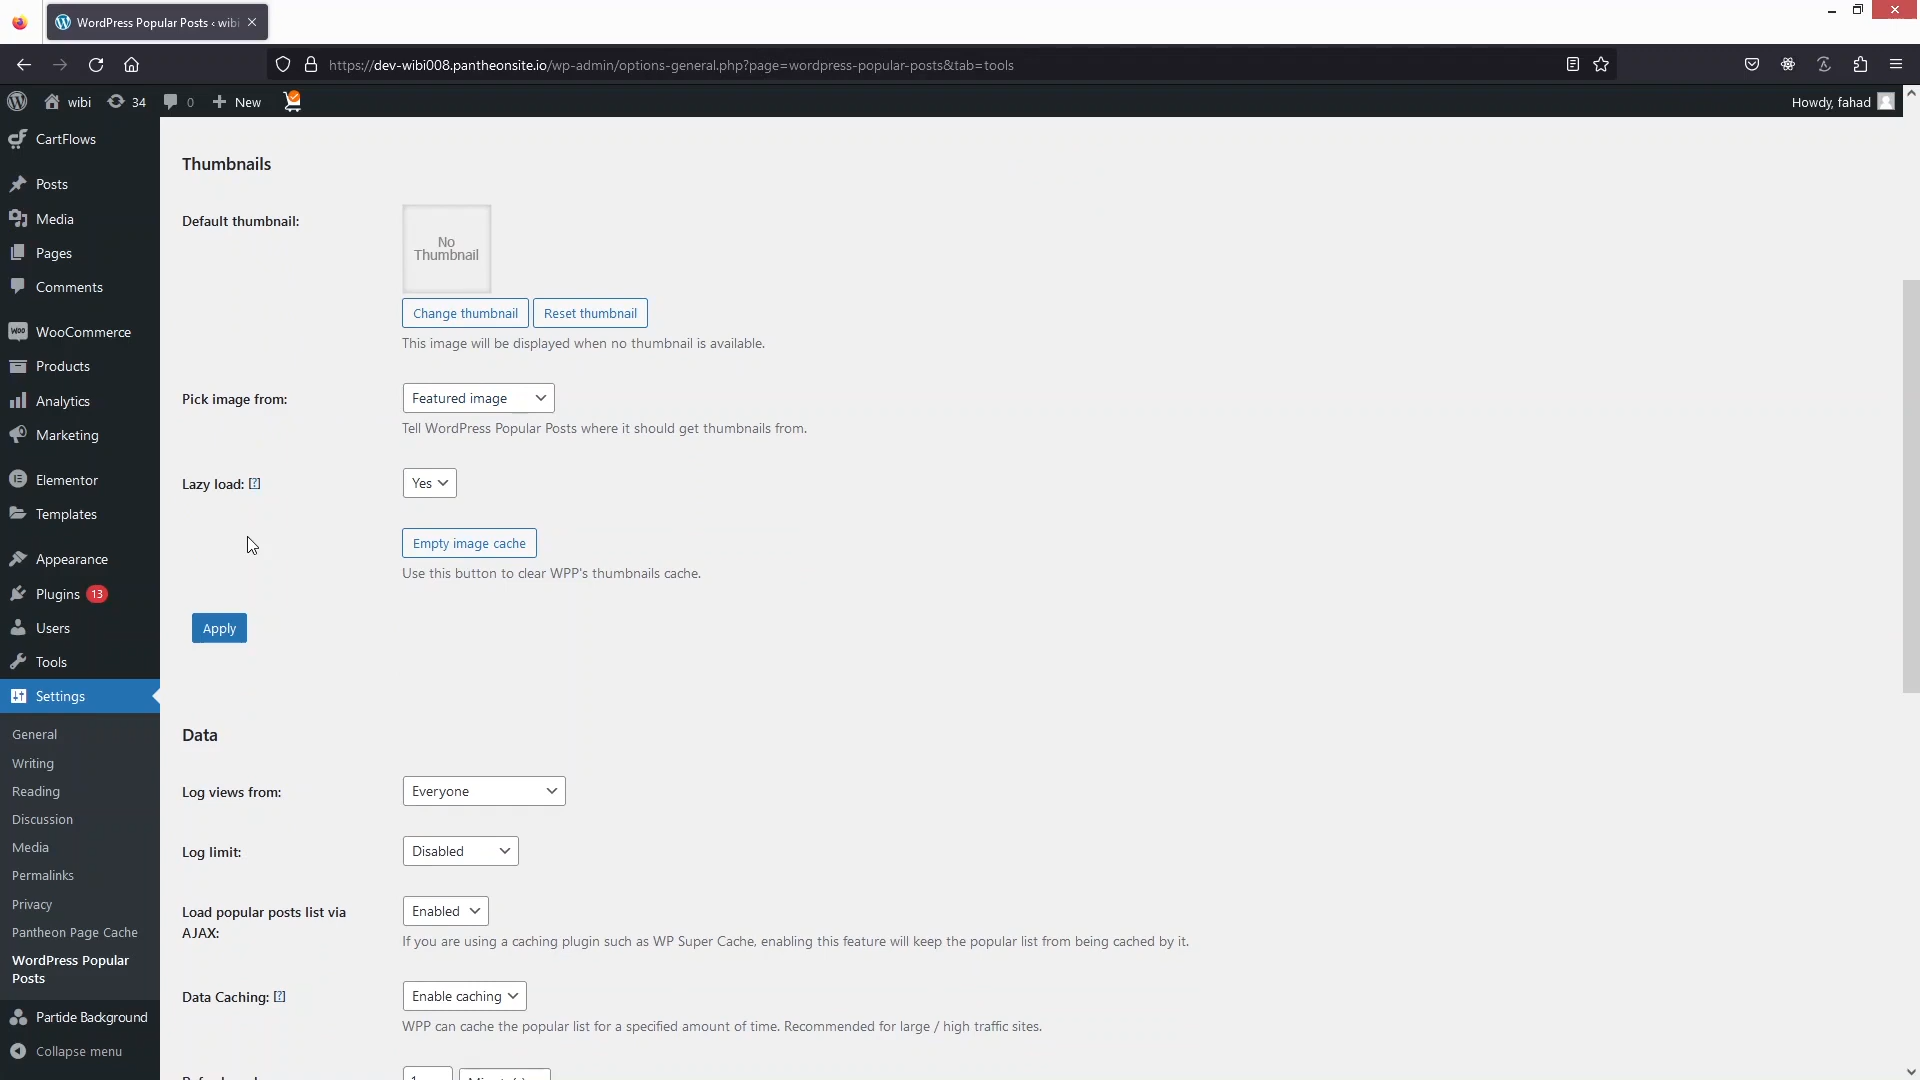 WordPress Popular Posts ‹ wibi
https://dev-wibi008.pantheonsite.io/wp-admin/options-general.php?page=wordpress-popular-posts&tab=tools
wibi
34
0
New
Howdy, fahad
CartFlows
Posts
Media
Pages
Comments
WooCommerce
Products
Analytics
Marketing
Elementor
Templates
Appearance
Plugins 13
Users
Tools
Settings
General
Writing
Reading
Discussion
Media
Permalinks
Privacy
Pantheon Page Cache
WordPress Popular
Posts
Particle Background
Collapse menu
Thumbnails
Default thumbnail:
No
Thumbnail
Change thumbnail
Reset thumbnail
This image will be displayed when no thumbnail is available.
Pick image from:
Featured image
Tell WordPress Popular Posts where it should get thumbnails from.
Lazy load: [?]
Yes
Empty image cache
Use this button to clear WPP's thumbnails cache.
Apply
Data
Log views from:
Everyone
Log limit:
Disabled
Load popular posts list via
AJAX:
Enabled
If you are using a caching plugin such as WP Super Cache, enabling this feature will keep the popular list from being cached by it.
Data Caching: [?]
Enable caching
WPP can cache the popular list for a specified amount of time. Recommended for large / high traffic sites.